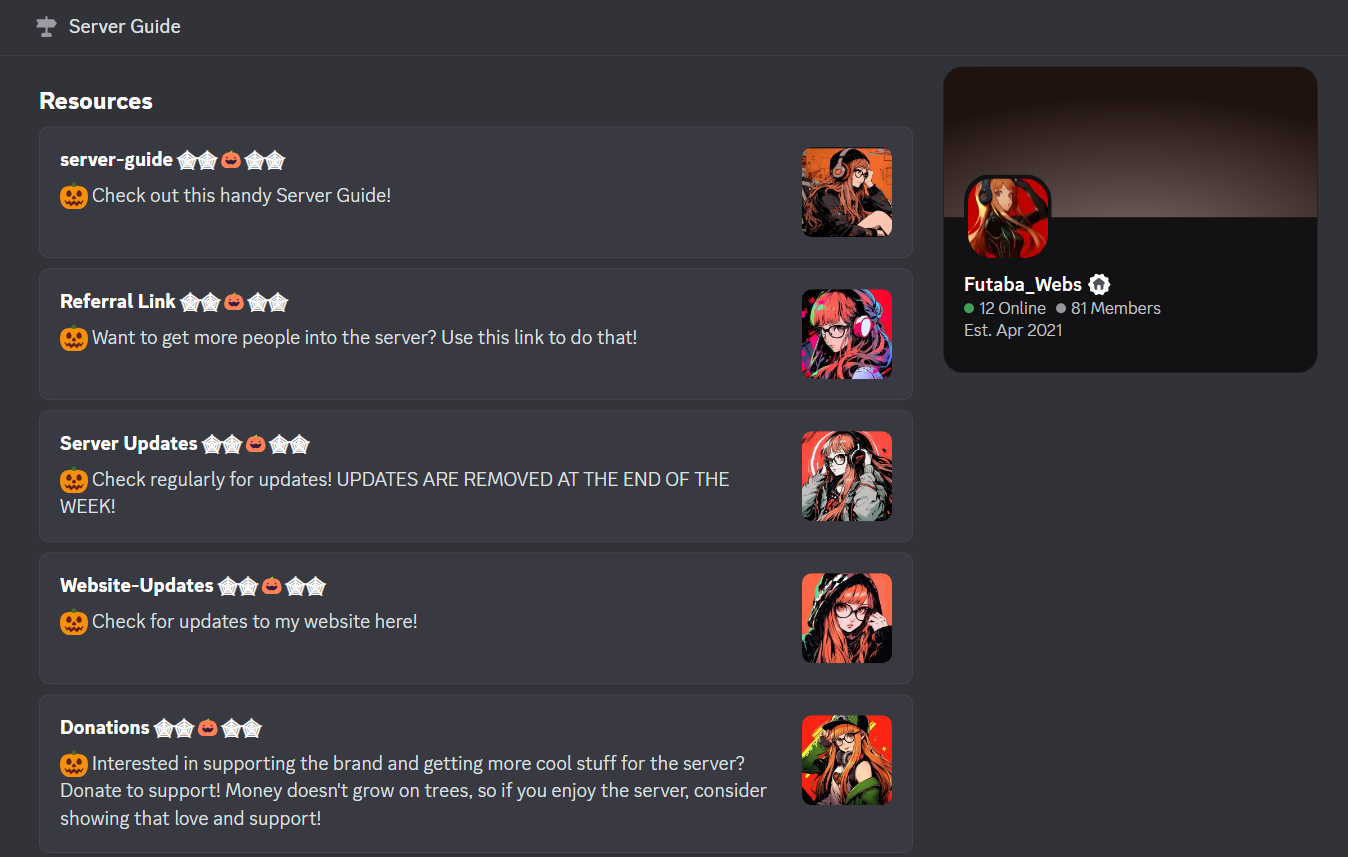 Server Guide
Resources
server-guide 🕸🕸🎃🕸🕸
🎃 Check out this handy Server Guide!
Referral Link 🕸🕸🎃🕸🕸
🎃 Want to get more people into the server? Use this link to do that!
Server Updates 🕸🕸🎃🕸🕸
🎃 Check regularly for updates! UPDATES ARE REMOVED AT THE END OF THE
WEEK!
Website-Updates 🕸🕸🎃🕸🕸
🎃 Check for updates to my website here!
Donations 🕸🕸🎃🕸🕸
🎃 Interested in supporting the brand and getting more cool stuff for the server?
Donate to support! Money doesn't grow on trees, so if you enjoy the server, consider
showing that love and support!
Futaba_Webs
12 Online 81 Members
Est. Apr 2021